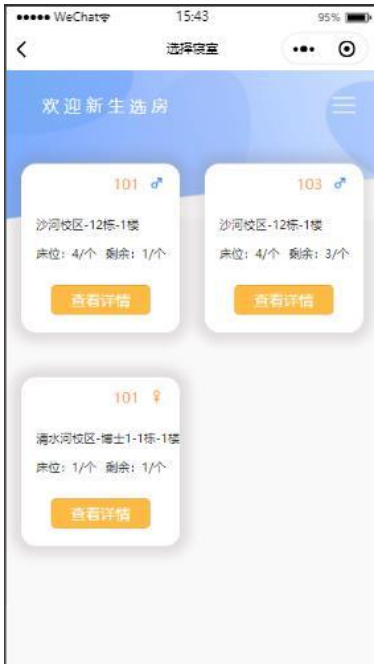 WeChat 15:43 95%
选择寝室
欢迎新生选房
101
沙河校区-12栋-1楼
床位：4/个 剩余：1/个
查看详情
103
沙河校区-12栋-1楼
床位：4/个 剩余：3/个
查看详情
101
清水河校区-博士1-1栋-1楼
床位：1/个 剩余：1/个
查看详情